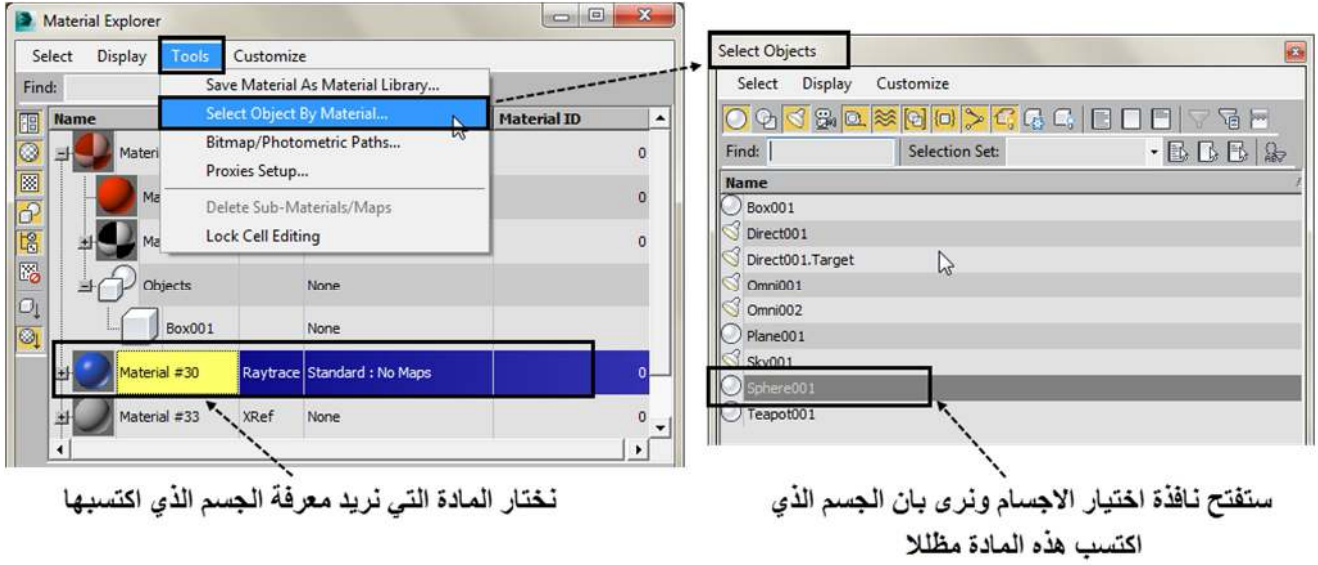 Material Explorer
Select Display Tools Customize
Find:
Save Material As Material Library...
Select Object By Material...
Bitmap/Photometric Paths...
Proxies Setup...
Delete Sub-Materials/Maps
Lock Cell Editing
Name Material ID
Materi 0
Ma 0
Ma 0
Objects None
Box001 None
Material #30 Raytrace Standard : No Maps 0
Material #33 XRef None 0
نختار المادة التي نريد معرفة الجسم الذي اكتسبها
Select Objects
Select Display Customize
Find: Selection Set:
Name
Box001
Direct001
Direct001.Target
Omni001
Omni002
Plane001
Sky001
Sphere001
Teapot001
ستفتح نافذة اختيار الاجسام ونرى بان الجسم الذي
اكتسب هذه المادة مظللا